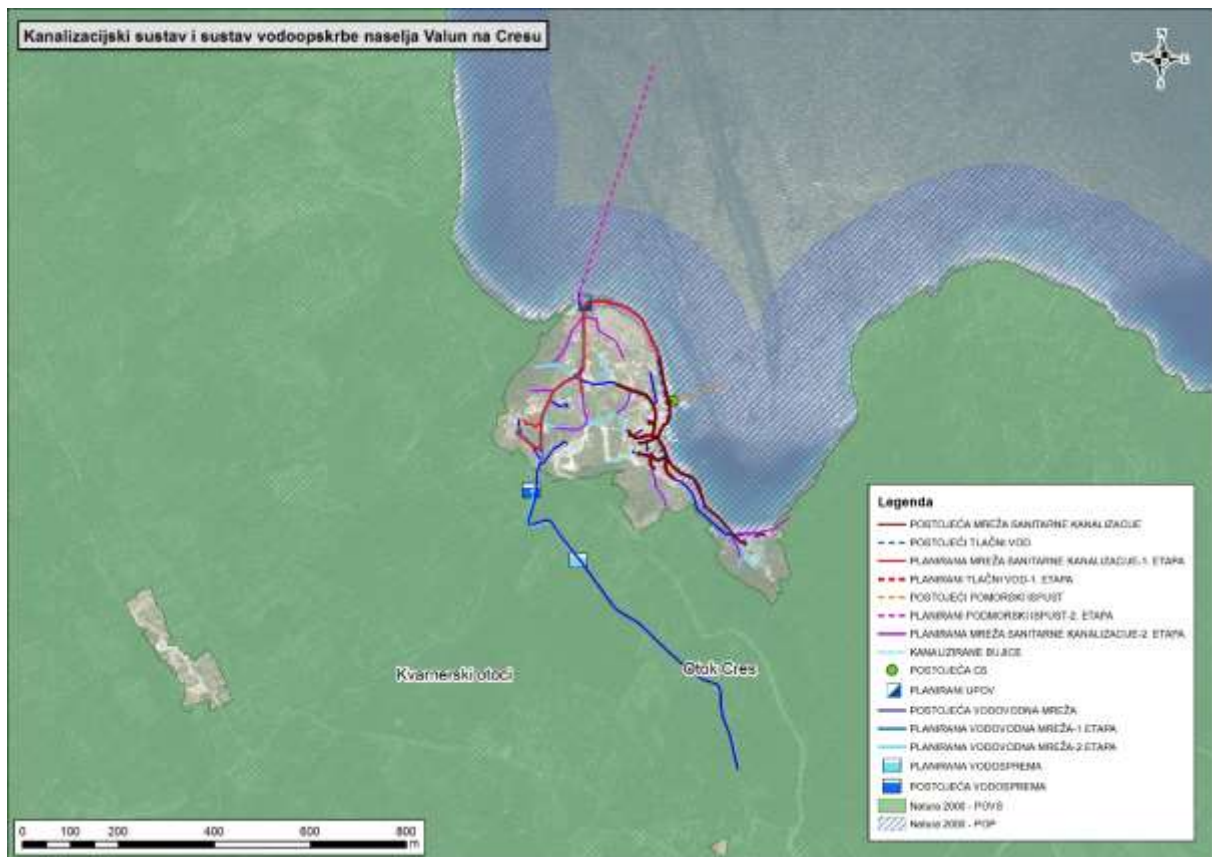 Kanalizacijski sustav i sustav vodoopskrbe naselja Valun na Cresu
N
W E
S
Kvarnerski otoci
Otok Cres
Legenda
POSTOJEĆA MREŽA SANITARNE KANALIZACIJE
POSTOJEĆI TLAČNI VOD
PLANIRANA MREŽA SANITARNE KANALIZACIJE-1. ETAPA
PLANIRANI TLAČNI VOD-1. ETAPA
POSTOJEĆI POMORSKI ISPUST
PLANIRANI PODMORSKI ISPUST-2. ETAPA
PLANIRANA MREŽA SANITARNE KANALIZACIJE-2. ETAPA
KANALIZIRANE BUJICE
POSTOJEĆA CS
PLANIRANI UPOV
POSTOJEĆA VODOVODNA MREŽA
PLANIRANA VODOVODNA MREŽA-1.ETAPA
PLANIRANA VODOVODNA MREŽA-2.ETAPA
PLANIRANA VODOSPREMA
POSTOJEĆA VODOSPREMA
Natura 2000 - POVS
Natura 2000 - POP
0 100 200 400 600 800
m